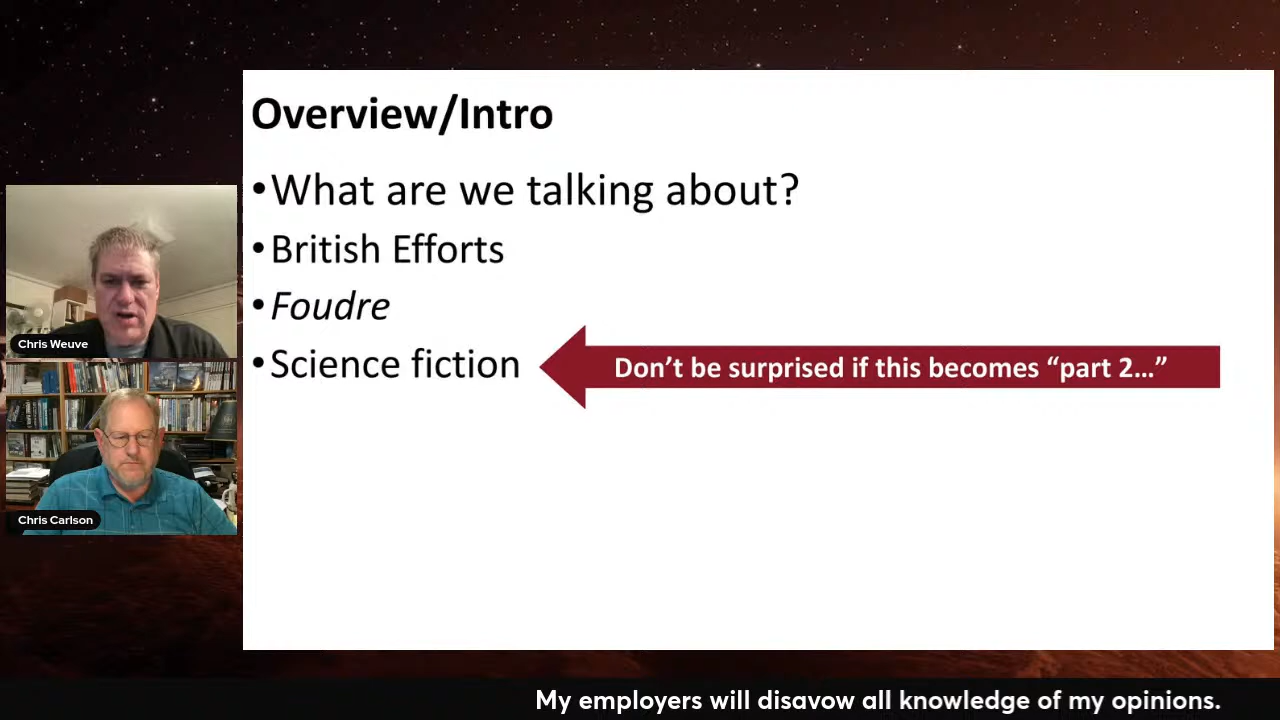 Overview/Intro
•What are we talking about?
•British Efforts
•Foudre
•Science fiction
Don’t be surprised if this becomes “part 2…”
Chris Weuve
Chris Carlson
My employers will disavow all knowledge of my opinions.